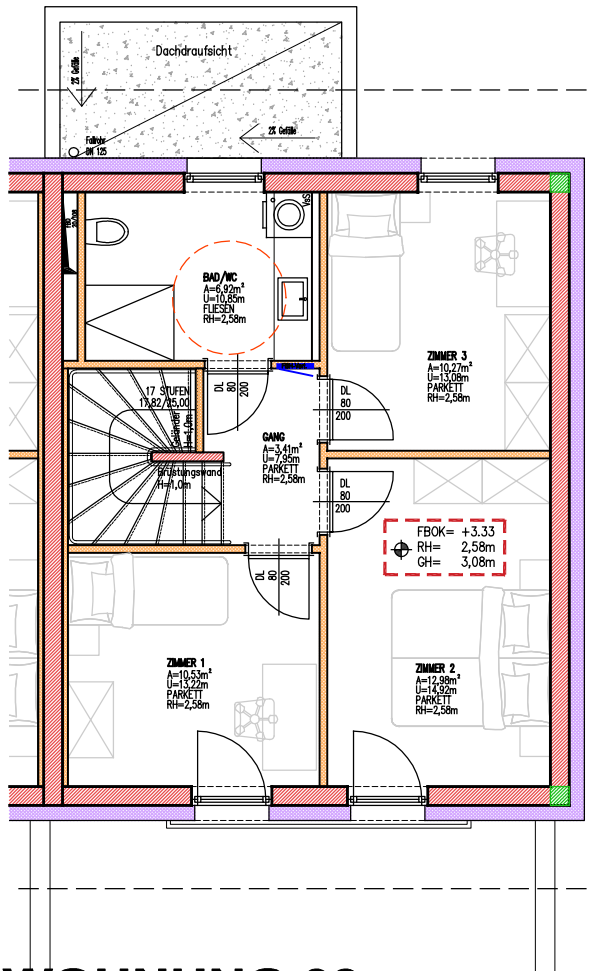 Dachdraufsicht
2% Gefälle
2% Gefälle
Fallrohr
DN 125
VxS
BAD/WC
A=6,92m²
U=10,85m
FLIESEN
RH=2,58m
ZIMMER 3
A=10,27m²
U=13,08m
PARKETT
RH=2,58m
DL
80
200
DL
80
200
17 STUFEN
17,82/25,00
Geländer
H=1,0m
GANG
A=3,41m²
U=7,95m
PARKETT
RH=2,58m
Brüstungswand
H=1,0m
DL
80
200
FBOK= +3.33
RH= 2,58m
GH= 3,08m
DL
80
200
ZIMMER 1
A=10,53m²
U=13,22m
PARKETT
RH=2,58m
ZIMMER 2
A=12,98m²
U=14,92m
PARKETT
RH=2,58m